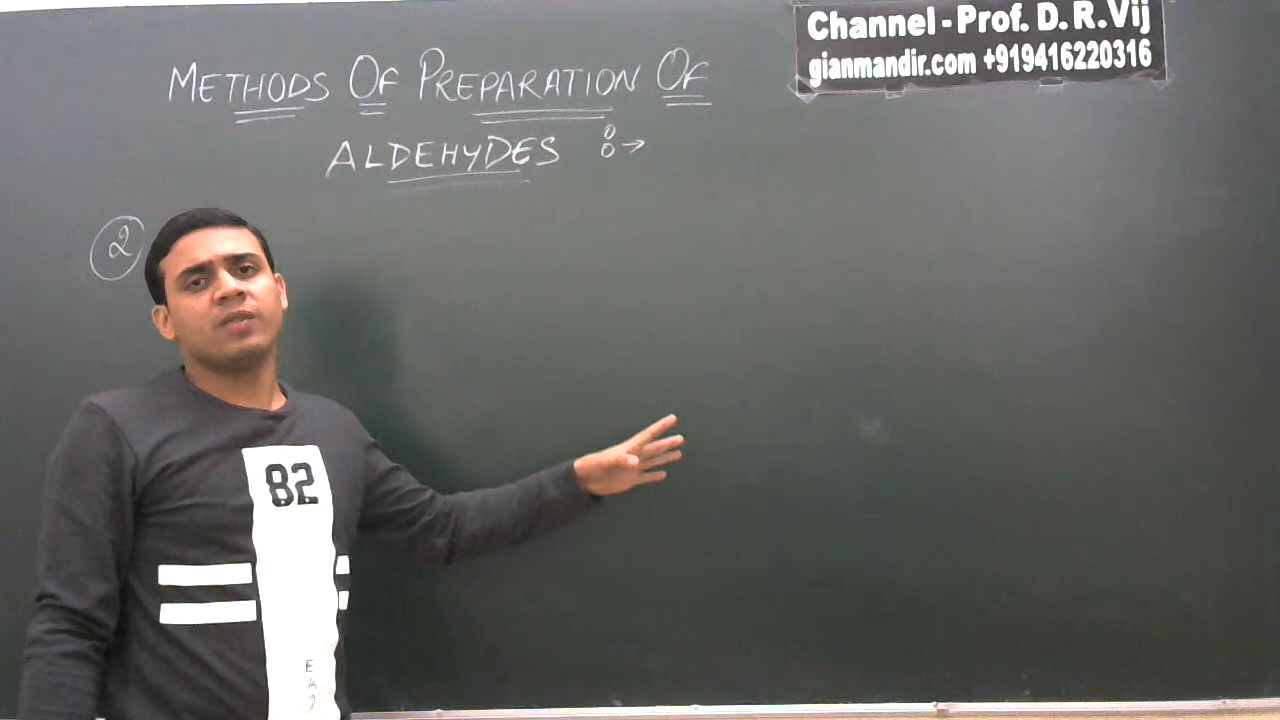 Channel - Prof. D. R. Vij
gianmandir.com +919416220316
METHODS OF PREPARATION OF
ALDEHYDES :→
2
82